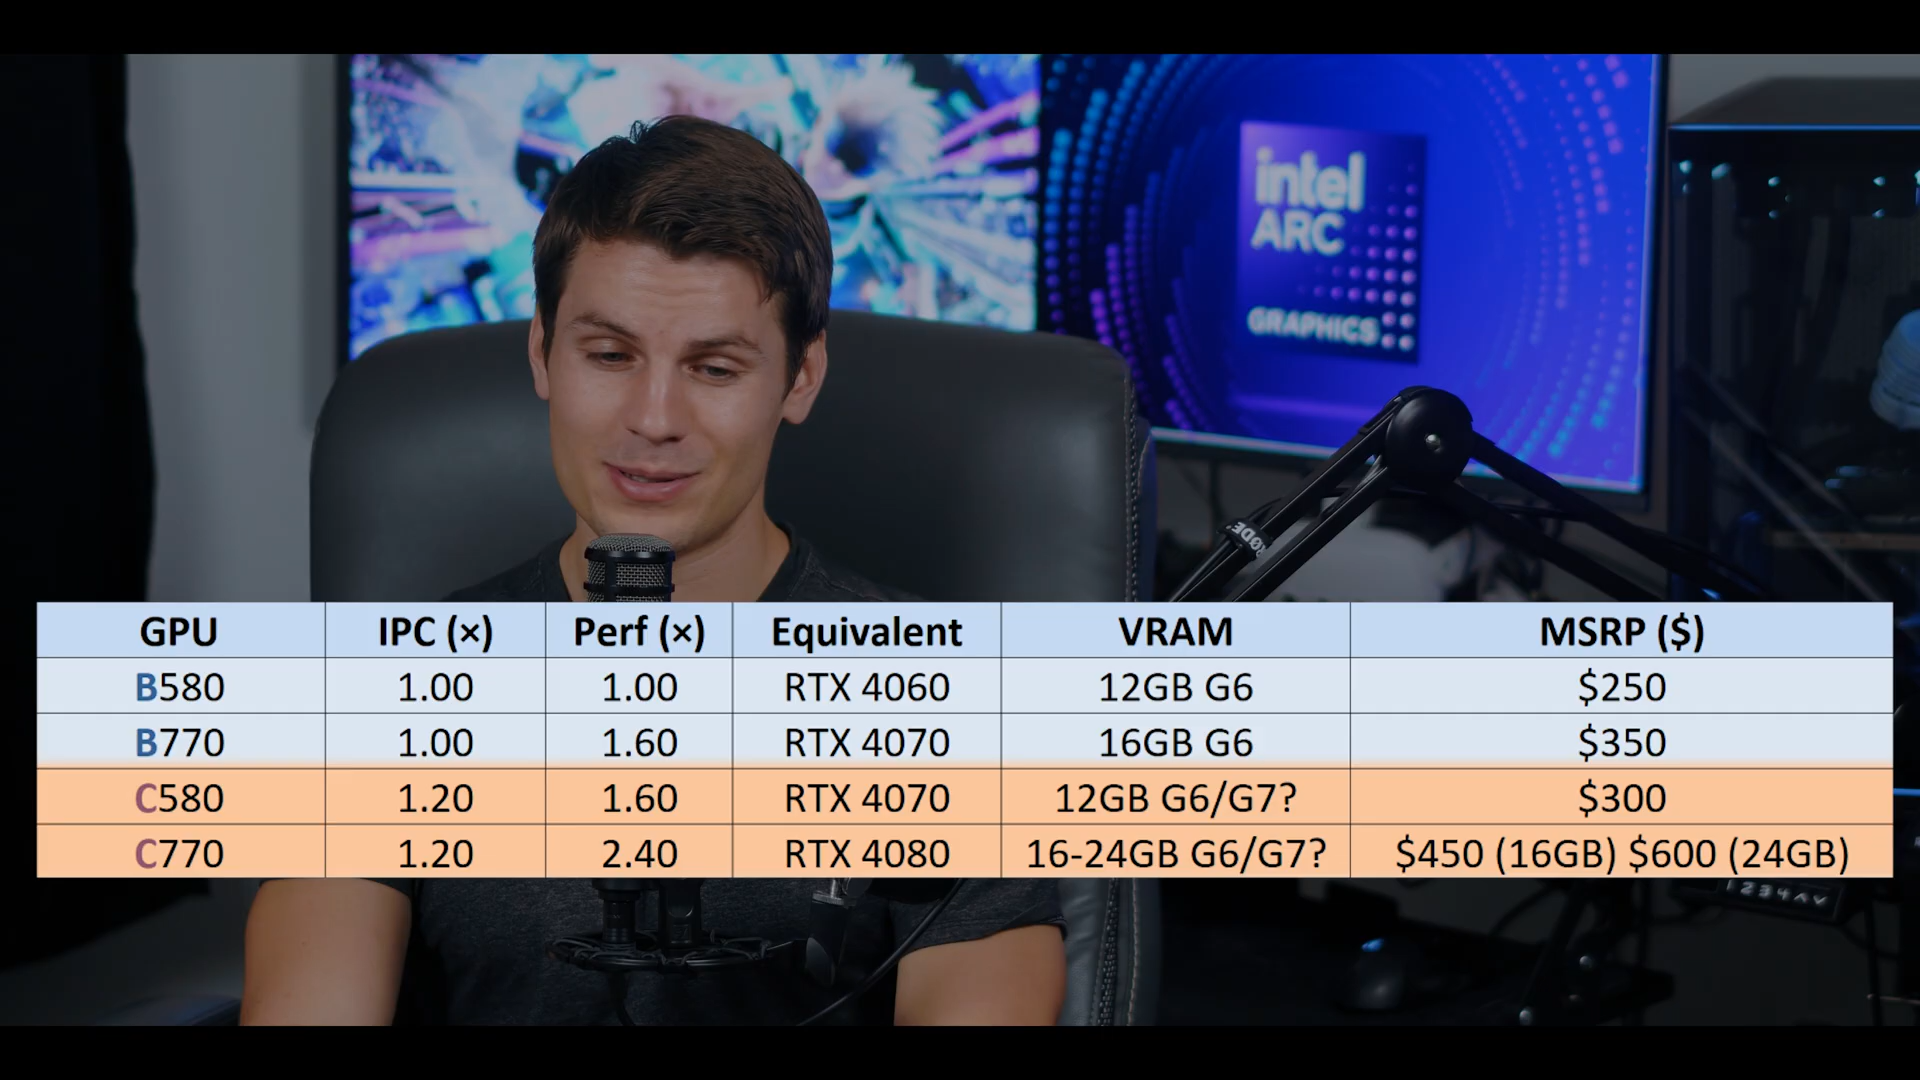 intel
ARC
GRAPHICS
RØDE
GPU IPC (×) Perf (×) Equivalent VRAM MSRP ($)
B580 1.00 1.00 RTX 4060 12GB G6 $250
B770 1.00 1.60 RTX 4070 16GB G6 $350
C580 1.20 1.60 RTX 4070 12GB G6/G7? $300
C770 1.20 2.40 RTX 4080 16-24GB G6/G7? $450 (16GB) $600 (24GB)